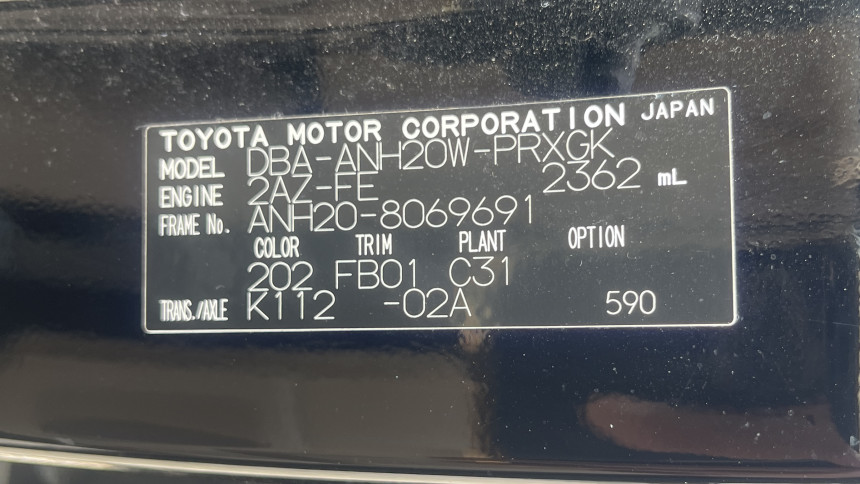 TOYOTA MOTOR CORPORATION JAPAN
MODEL DBA-ANH20W-PRXGK
ENGINE 2AZ-FE 2362 mL
FRAME No. ANH20-8069691
COLOR TRIM PLANT OPTION
202 FB01 C31
TRANS./AXLE K112 -02A 590